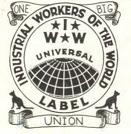 ONE BIG
INDUSTRIAL WORKERS OF THE WORLD
I
W W
UNIVERSAL
LABEL
UNION